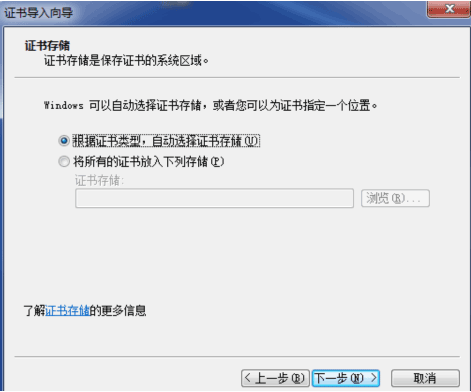 证书导入向导
证书存储
证书存储是保存证书的系统区域。
Windows 可以自动选择证书存储，或者您可以为证书指定一个位置。
根据证书类型，自动选择证书存储(U)
将所有的证书放入下列存储(P)
证书存储:
浏览(R)...
了解证书存储的更多信息
< 上一步(B) 下一步(N) > 取消